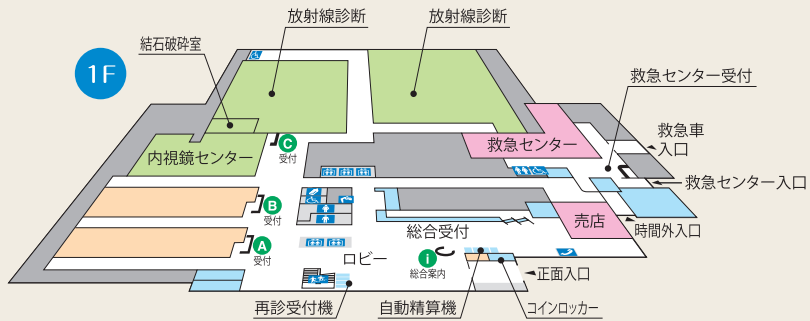 放射線診断
放射線診断
結石破砕室
1F
救急センター受付
C
受付
救急センター
救急車
入口
内視鏡センター
救急センター入口
B
受付
売店
時間外入口
総合受付
A
受付
ロビー
i
総合案内
正面入口
再診受付機
自動精算機
コインロッカー